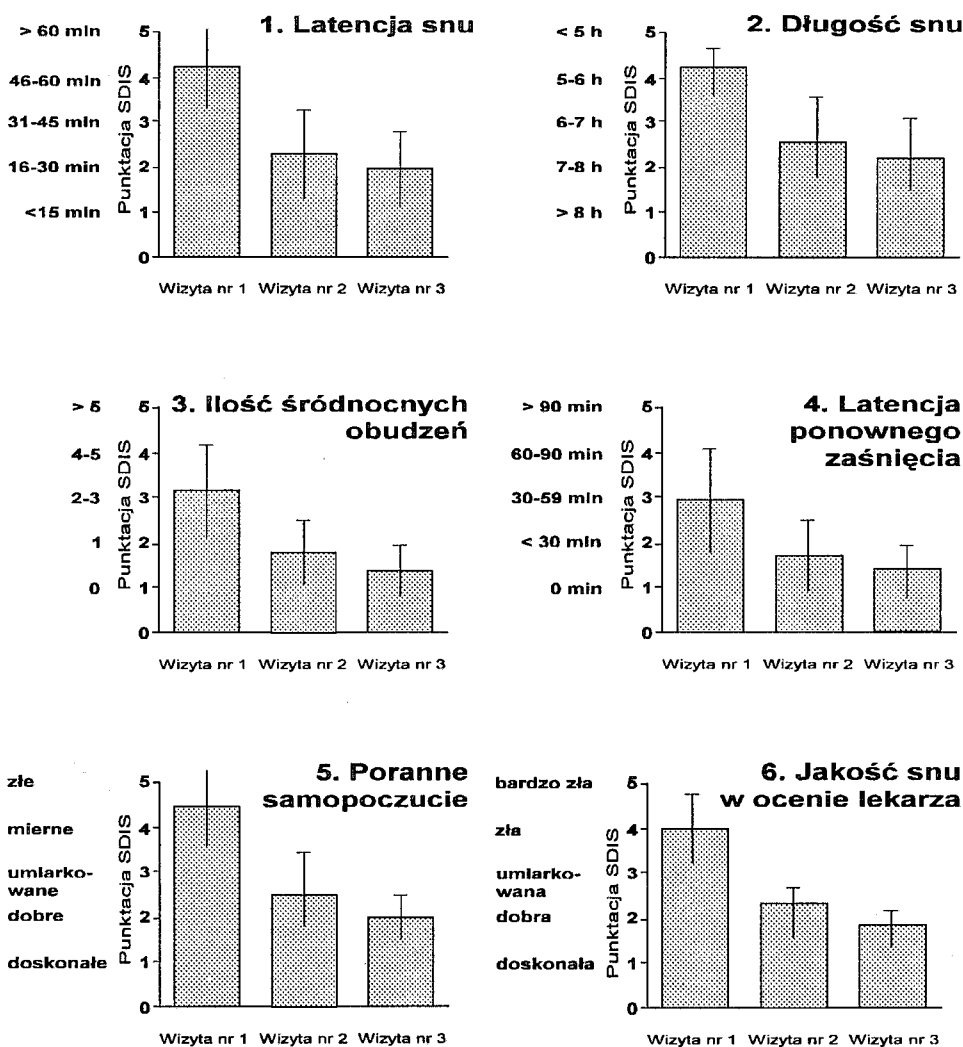 1. Latencja snu
> 60 min
46-60 min
31-45 min
16-30 min
<15 min
Punktacja SDIS
5
4
3
2
1
0
Wizyta nr 1 Wizyta nr 2 Wizyta nr 3
2. Długość snu
< 5 h
5-6 h
6-7 h
7-8 h
> 8 h
Punktacja SDIS
5
4
3
2
1
0
Wizyta nr 1 Wizyta nr 2 Wizyta nr 3
3. Ilość śródnocnych
obudzeń
> 5
4-5
2-3
1
0
Punktacja SDIS
5
4
3
2
1
0
Wizyta nr 1 Wizyta nr 2 Wizyta nr 3
4. Latencja
ponownego
zaśnięcia
> 90 min
60-90 min
30-59 min
< 30 min
0 min
Punktacja SDIS
5
4
3
2
1
0
Wizyta nr 1 Wizyta nr 2 Wizyta nr 3
5. Poranne
samopoczucie
złe
mierne
umiarko-
wane
dobre
doskonałe
Punktacja SDIS
5
4
3
2
1
0
Wizyta nr 1 Wizyta nr 2 Wizyta nr 3
6. Jakość snu
w ocenie lekarza
bardzo zła
zła
umiarko-
wana
dobra
doskonała
Punktacja SDIS
5
4
3
2
1
0
Wizyta nr 1 Wizyta nr 2 Wizyta nr 3